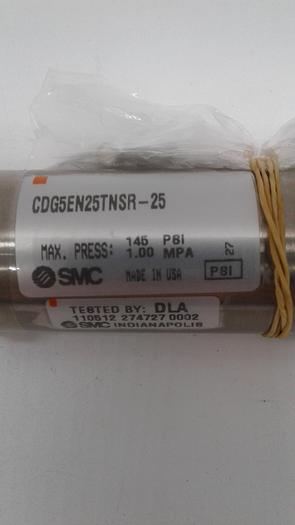 CDG5EN25TNSR-25
MAX. PRESS: 145 PSI
1.00 MPA
27
SMC MADE IN USA PSI
TESTED BY: DLA
110512 274727 0002
SMC INDIANAPOLIS